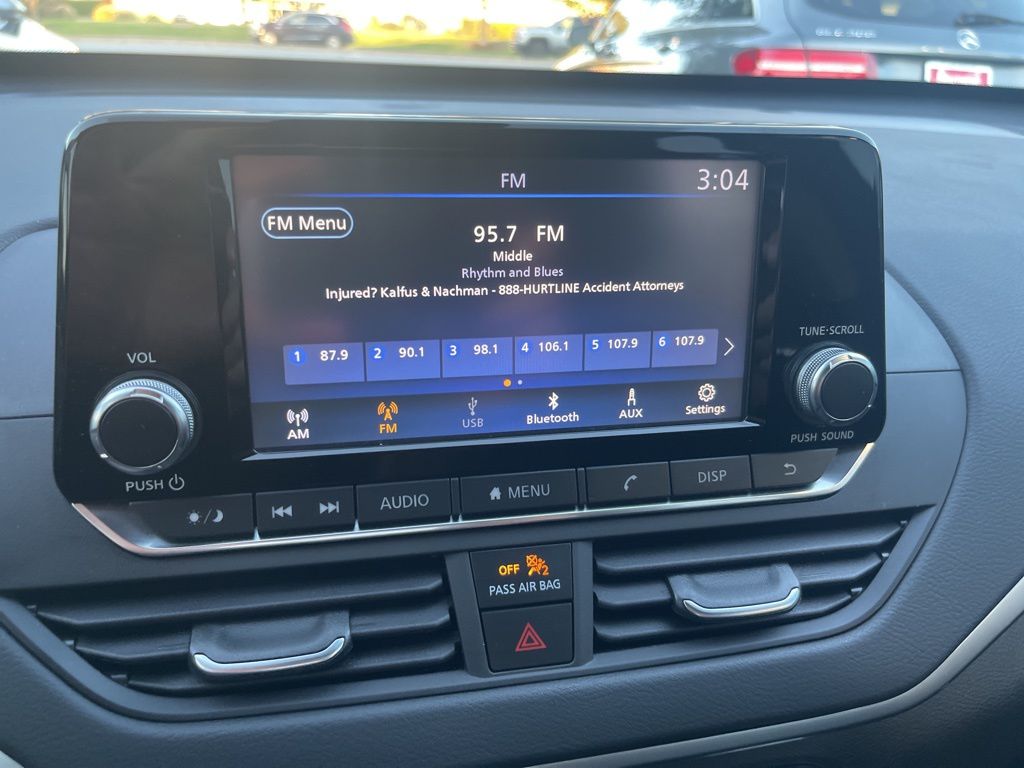 FM
3:04
FM Menu
95.7 FM
Middle
Rhythm and Blues
Injured? Kalfus & Nachman - 888-HURTLINE Accident Attorneys
1 87.9 2 90.1 3 98.1 4 106.1 5 107.9 6 107.9
AM FM USB Bluetooth AUX Settings
VOL
PUSH
TUNE·SCROLL
PUSH SOUND
AUDIO MENU DISP
OFF 2
PASS AIR BAG